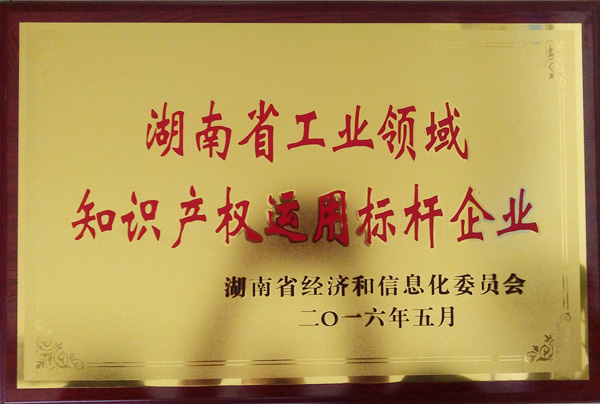 湖南省工业领域
知识产权运用标杆企业
湖南省经济和信息化委员会
二〇一六年五月